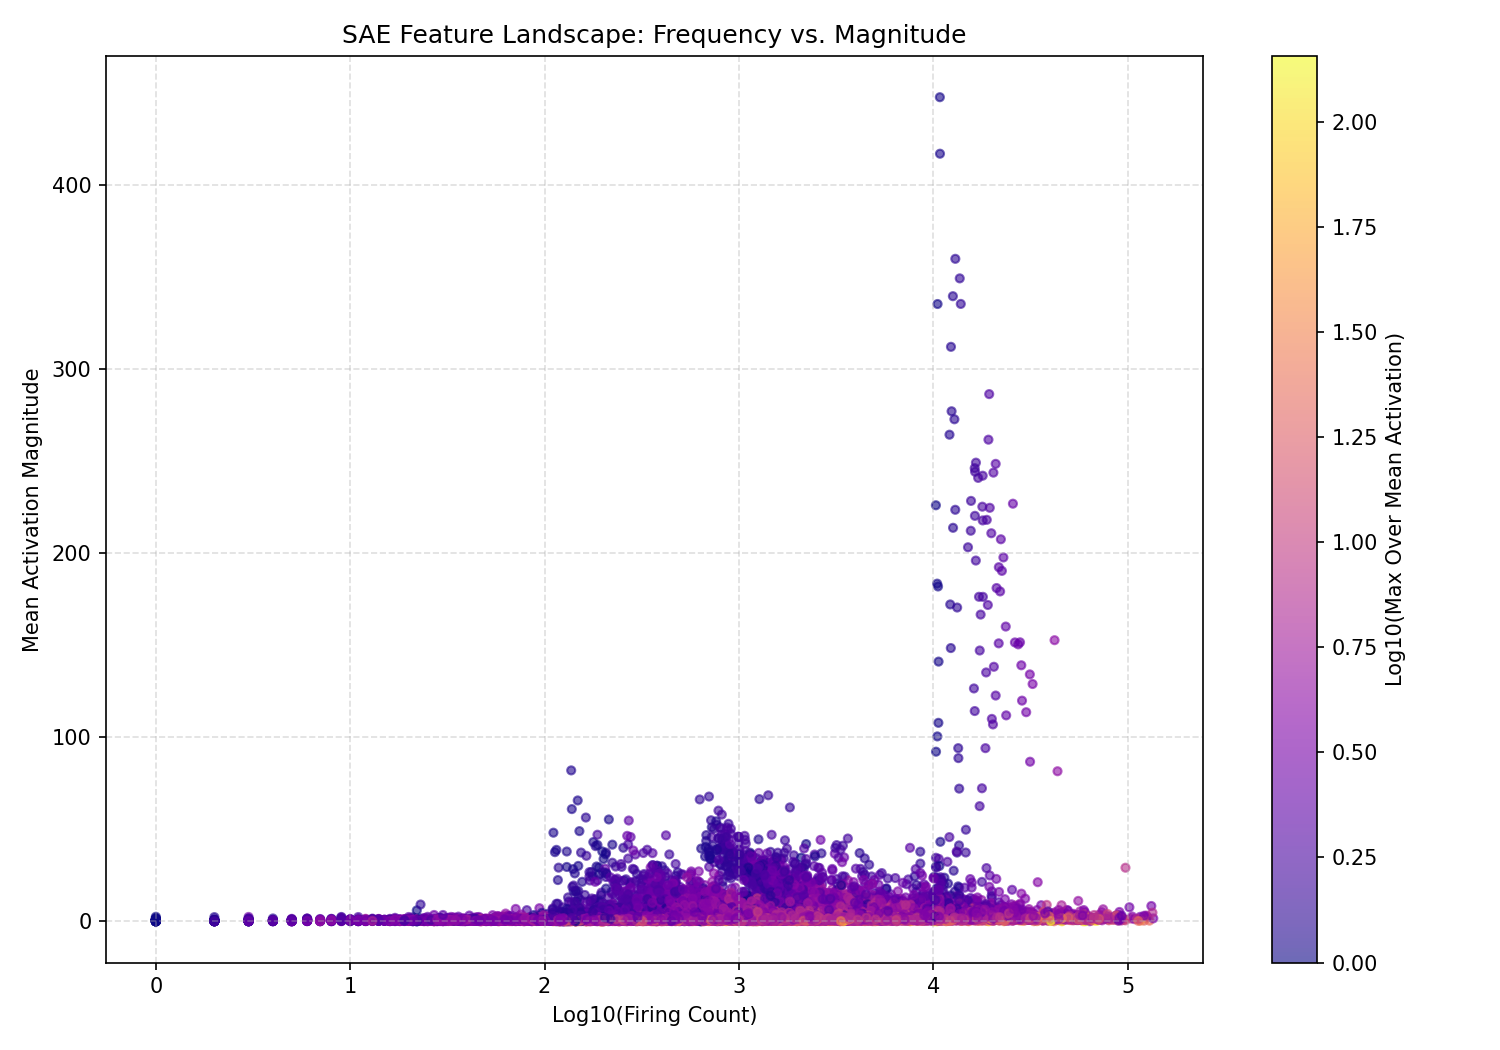 SAE Feature Landscape: Frequency vs. Magnitude
Mean Activation Magnitude
400
300
200
100
0
0 1 2 3 4 5
Log10(Firing Count)
2.00
1.75
1.50
1.25
1.00
0.75
0.50
0.25
0.00
Log10(Max Over Mean Activation)